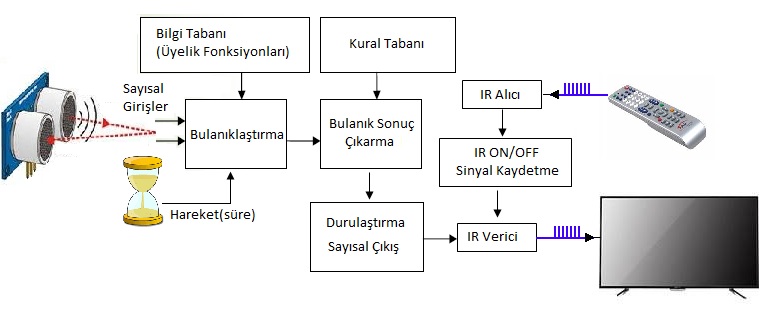 Bilgi Tabanı
(Üyelik Fonksiyonları)
Kural Tabanı
Sayısal
Girişler
Bulanıklaştırma
Bulanık Sonuç
Çıkarma
IR Alıcı
IR ON/OFF
Sinyal Kaydetme
Hareket(süre)
Durulaştırma
Sayısal Çıkış
IR Verici